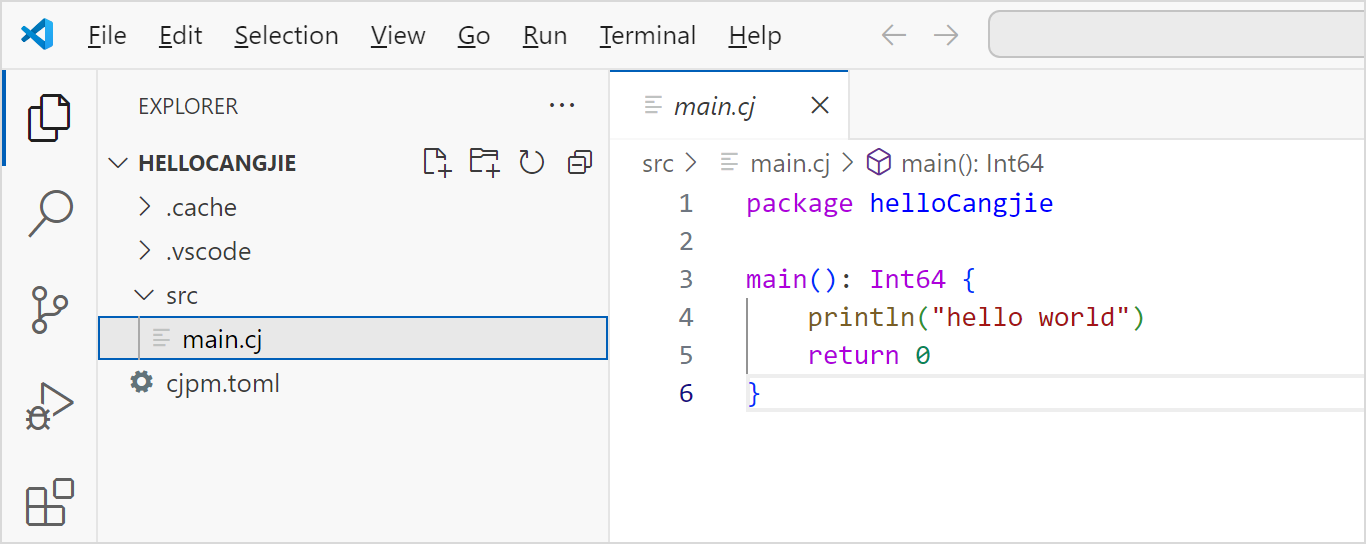 File Edit Selection View Go Run Terminal Help
EXPLORER ...
HELLOCANGJIE
.cache
.vscode
src
main.cj
cjpm.toml
main.cj
src > main.cj > main(): Int64
1 package helloCangjie
2
3 main(): Int64 {
4     println("hello world")
5     return 0
6 }